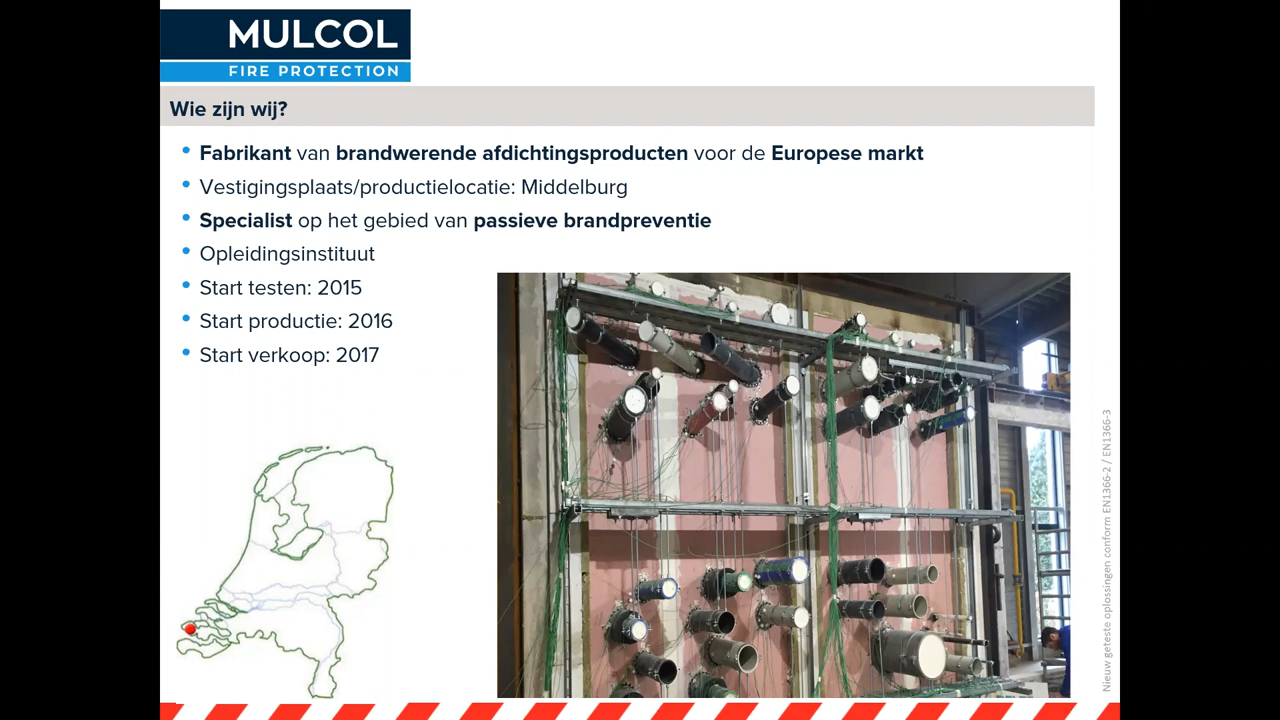 MULCOL
FIRE PROTECTION
Wie zijn wij?
• Fabrikant van brandwerende afdichtingsproducten voor de Europese markt
• Vestigingsplaats/productielocatie: Middelburg
• Specialist op het gebied van passieve brandpreventie
• Opleidingsinstituut
• Start testen: 2015
• Start productie: 2016
• Start verkoop: 2017
Nieuw geteste oplossingen conform EN1366-2 / EN1366-3